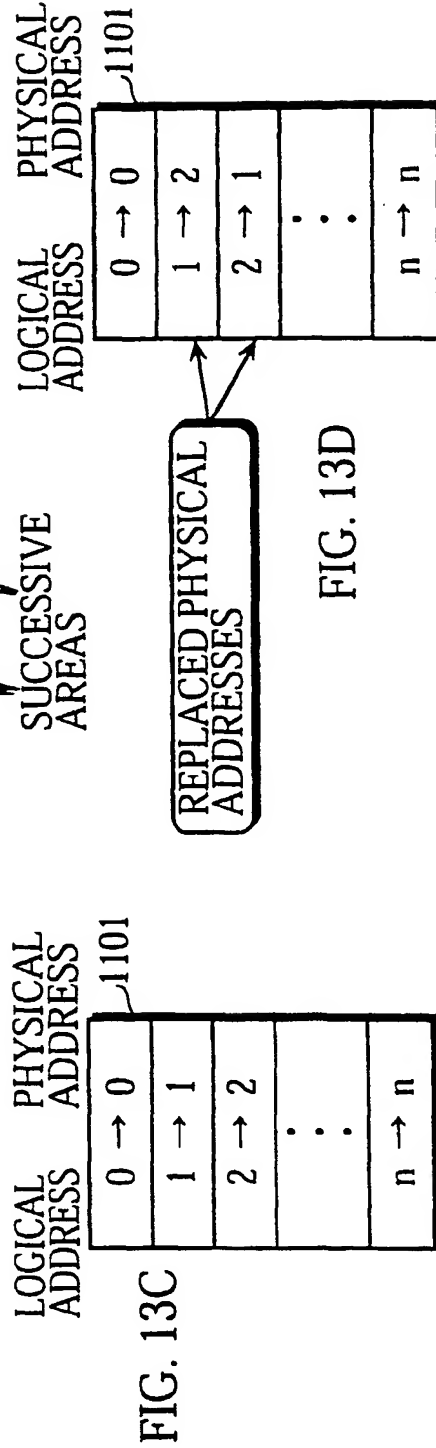 SUCCESSIVE
AREAS
LOGICAL
ADDRESS
PHYSICAL
ADDRESS
1101
0 → 0
1 → 1
2 → 2
. . .
n → n
FIG. 13C
REPLACED PHYSICAL
ADDRESSES
LOGICAL
ADDRESS
PHYSICAL
ADDRESS
1101
0 → 0
1 → 2
2 → 1
. . .
n → n
FIG. 13D